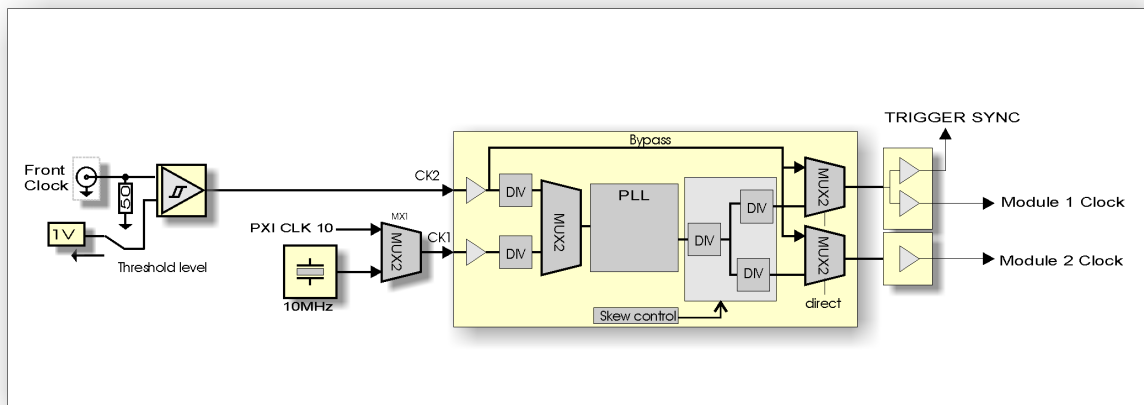 TRIGGER SYNC
Bypass
Front
Clock
50
CK2
DIV
PLL
MUX2
DIV
Module 1 Clock
1V
Threshold level
PXI CLK 10
MX1
MUX2
CK1
DIV
MUX2
DIV
DIV
MUX2
Module 2 Clock
10MHz
Skew control
direct